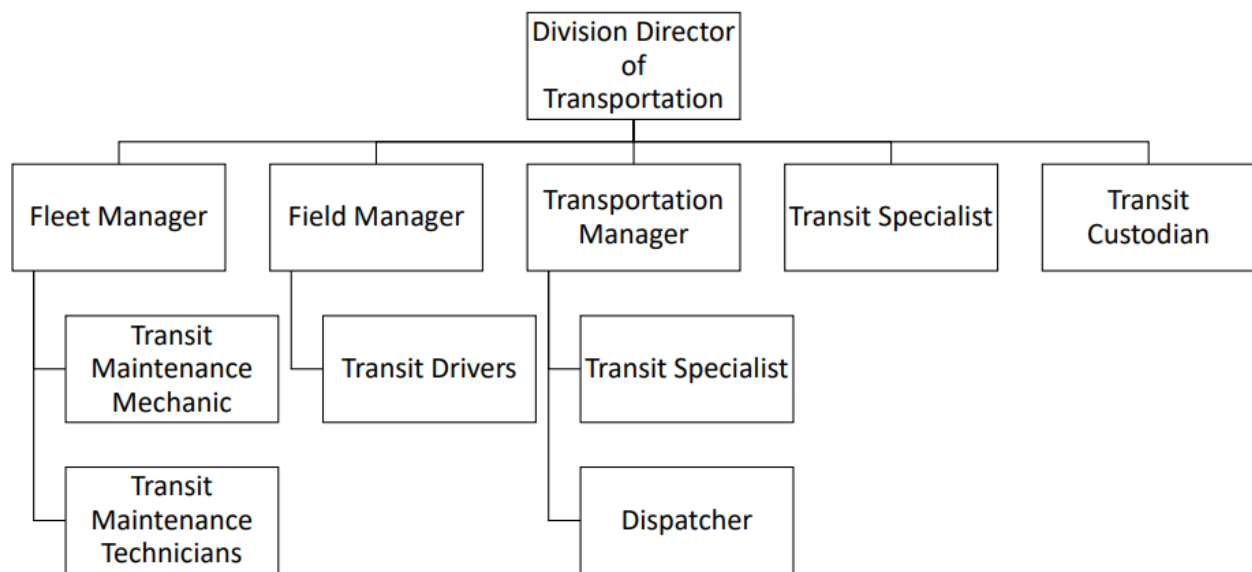 Division Director
of
Transportation
Fleet Manager
Field Manager
Transportation
Manager
Transit Specialist
Transit
Custodian
Transit
Maintenance
Mechanic
Transit Drivers
Transit Specialist
Transit
Maintenance
Technicians
Dispatcher